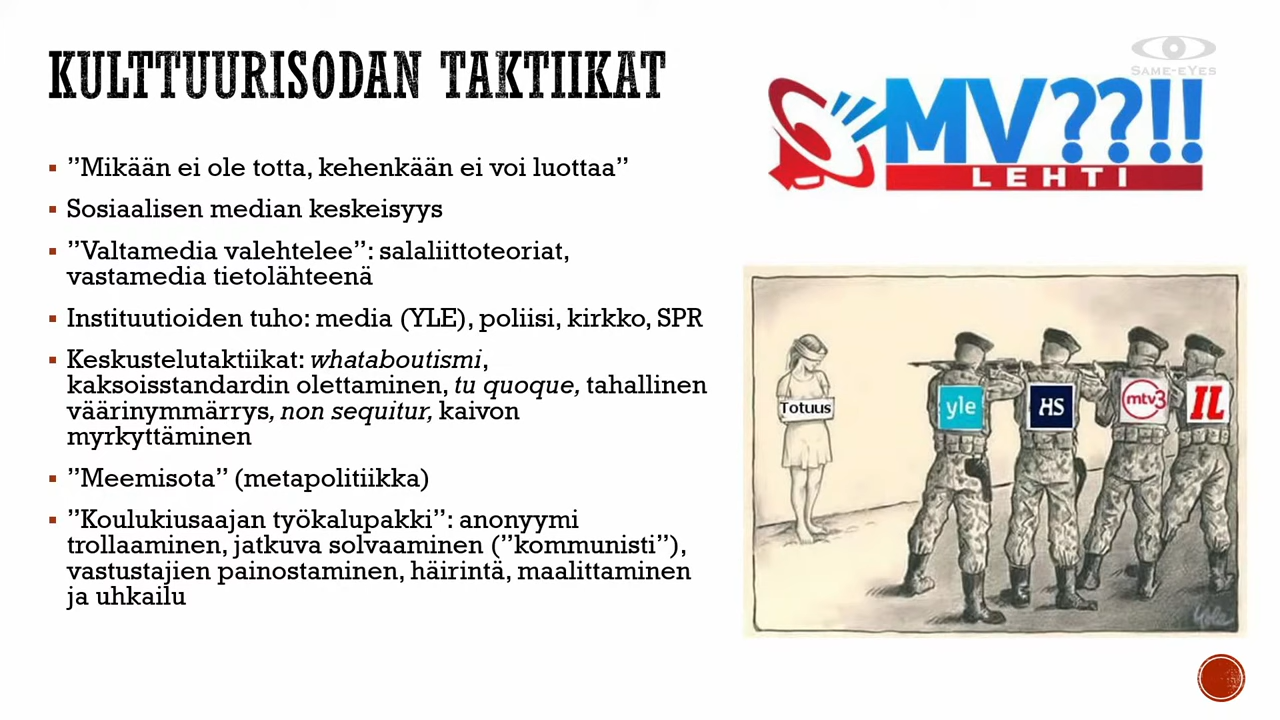 KULTTUURISODAN TAKTIIKAT
SAME-EYES
MV??!!
LEHTI
▪ ”Mikään ei ole totta, kehenkään ei voi luottaa”
▪ Sosiaalisen median keskeisyys
▪ ”Valtamedia valehtelee”: salaliittoteoriat,
vastamedia tietolähteenä
▪ Instituutioiden tuho: media (YLE), poliisi, kirkko, SPR
▪ Keskustelutaktiikat: whataboutismi,
kaksoisstandardin olettaminen, tu quoque, tahallinen
väärinymmärrys, non sequitur, kaivon
myrkyttäminen
▪ ”Meemisota” (metapolitiikka)
▪ ”Koulukiusaajan työkalupakki”: anonyymi
trollaaminen, jatkuva solvaaminen (”kommunisti”),
vastustajien painostaminen, häirintä, maalittaminen
ja uhkailu
Totuus
yle
HS
mtv3
IL